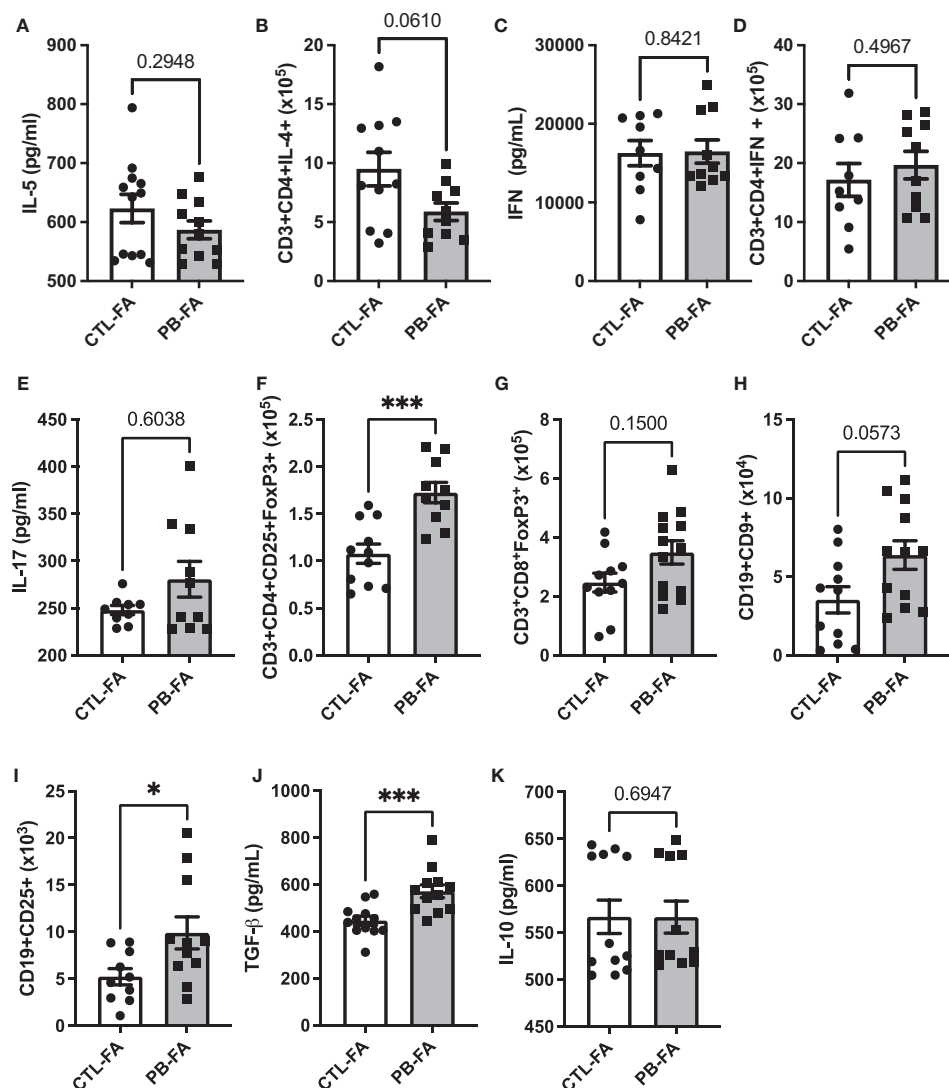 A
0.2948
900
800
700
600
500
IL-5 (pg/ml)
CTL-FA
PB-FA
B
0.0610
20
15
10
5
0
CD3+CD4+IL-4+ (x10⁵)
CTL-FA
PB-FA
C
0.8421
30000
20000
10000
0
IFN (pg/mL)
CTL-FA
PB-FA
D
0.4967
40
30
20
10
0
CD3+CD4+IFN + (x10⁵)
CTL-FA
PB-FA
E
0.6038
450
400
350
300
250
200
IL-17 (pg/ml)
CTL-FA
PB-FA
F
***
2.5
2.0
1.5
1.0
0.5
0.0
CD3+CD4+CD25+FoxP3+ (x10⁵)
CTL-FA
PB-FA
G
0.1500
8
6
4
2
0
CD3⁺CD8⁺FoxP3⁺ (x10⁵)
CTL-FA
PB-FA
H
0.0573
15
10
5
0
CD19+CD9+ (x10⁴)
CTL-FA
PB-FA
I
*
25
20
15
10
5
0
CD19+CD25+ (x10³)
CTL-FA
PB-FA
J
***
1000
800
600
400
200
0
TGF-β (pg/mL)
CTL-FA
PB-FA
K
0.6947
700
650
600
550
500
450
IL-10 (pg/ml)
CTL-FA
PB-FA